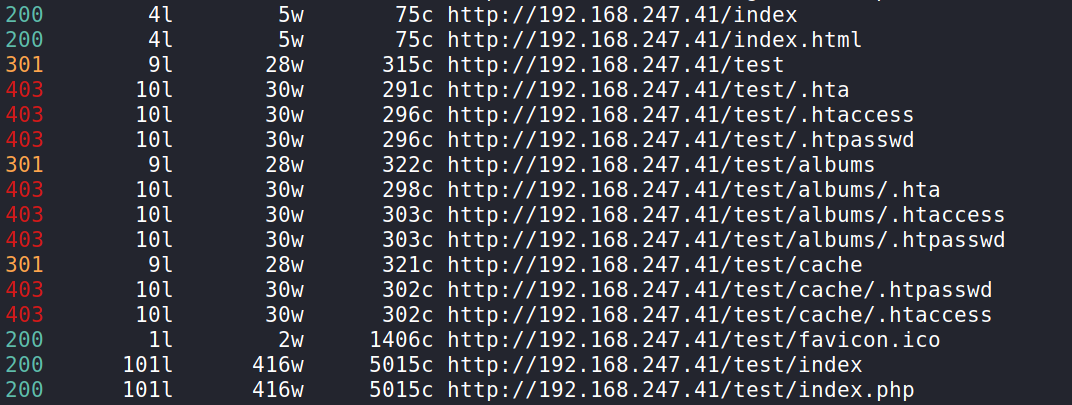 200 4l 5w 75c http://192.168.247.41/index
200 4l 5w 75c http://192.168.247.41/index.html
301 9l 28w 315c http://192.168.247.41/test
403 10l 30w 291c http://192.168.247.41/test/.hta
403 10l 30w 296c http://192.168.247.41/test/.htaccess
403 10l 30w 296c http://192.168.247.41/test/.htpasswd
301 9l 28w 322c http://192.168.247.41/test/albums
403 10l 30w 298c http://192.168.247.41/test/albums/.hta
403 10l 30w 303c http://192.168.247.41/test/albums/.htaccess
403 10l 30w 303c http://192.168.247.41/test/albums/.htpasswd
301 9l 28w 321c http://192.168.247.41/test/cache
403 10l 30w 302c http://192.168.247.41/test/cache/.htpasswd
403 10l 30w 302c http://192.168.247.41/test/cache/.htaccess
200 1l 2w 1406c http://192.168.247.41/test/favicon.ico
200 101l 416w 5015c http://192.168.247.41/test/index
200 101l 416w 5015c http://192.168.247.41/test/index.php